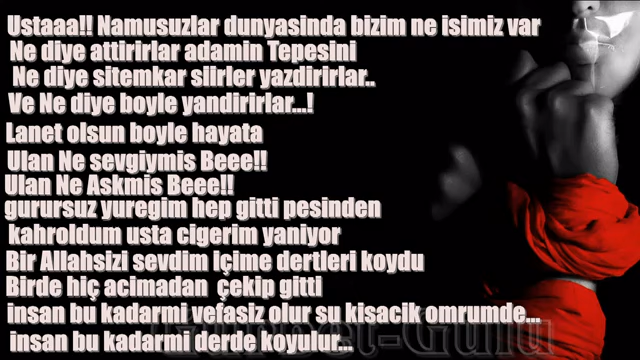 Ustaaa!! Namusuzlar dunyasinda bizim ne isimiz var
Ne diye attirirlar adamin Tepesini
Ne diye sitemkar siirler yazdirirlar..
Ve Ne diye boyle yandirirlar...!
Lanet olsun boyle hayata
Ulan Ne sevgiymis Beee!!
Ulan Ne Askmis Beee!!
gurursuz yuregim hep gitti pesinden
kahroldum usta cigerim yaniyor
Bir Allahsizi sevdim içime dertleri koydu
Birde hiç acimadan çekip gitti
insan bu kadarmi vefasiz olur su kisacik omrumde...
insan bu kadarmi derde koyulur...
Gurbet-Gulu